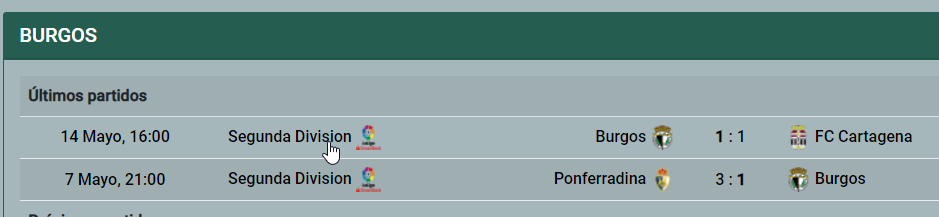 BURGOS
Últimos partidos
14 Mayo, 16:00 Segunda Division Burgos 1 : 1 FC Cartagena
7 Mayo, 21:00 Segunda Division Ponferradina 3 : 1 Burgos